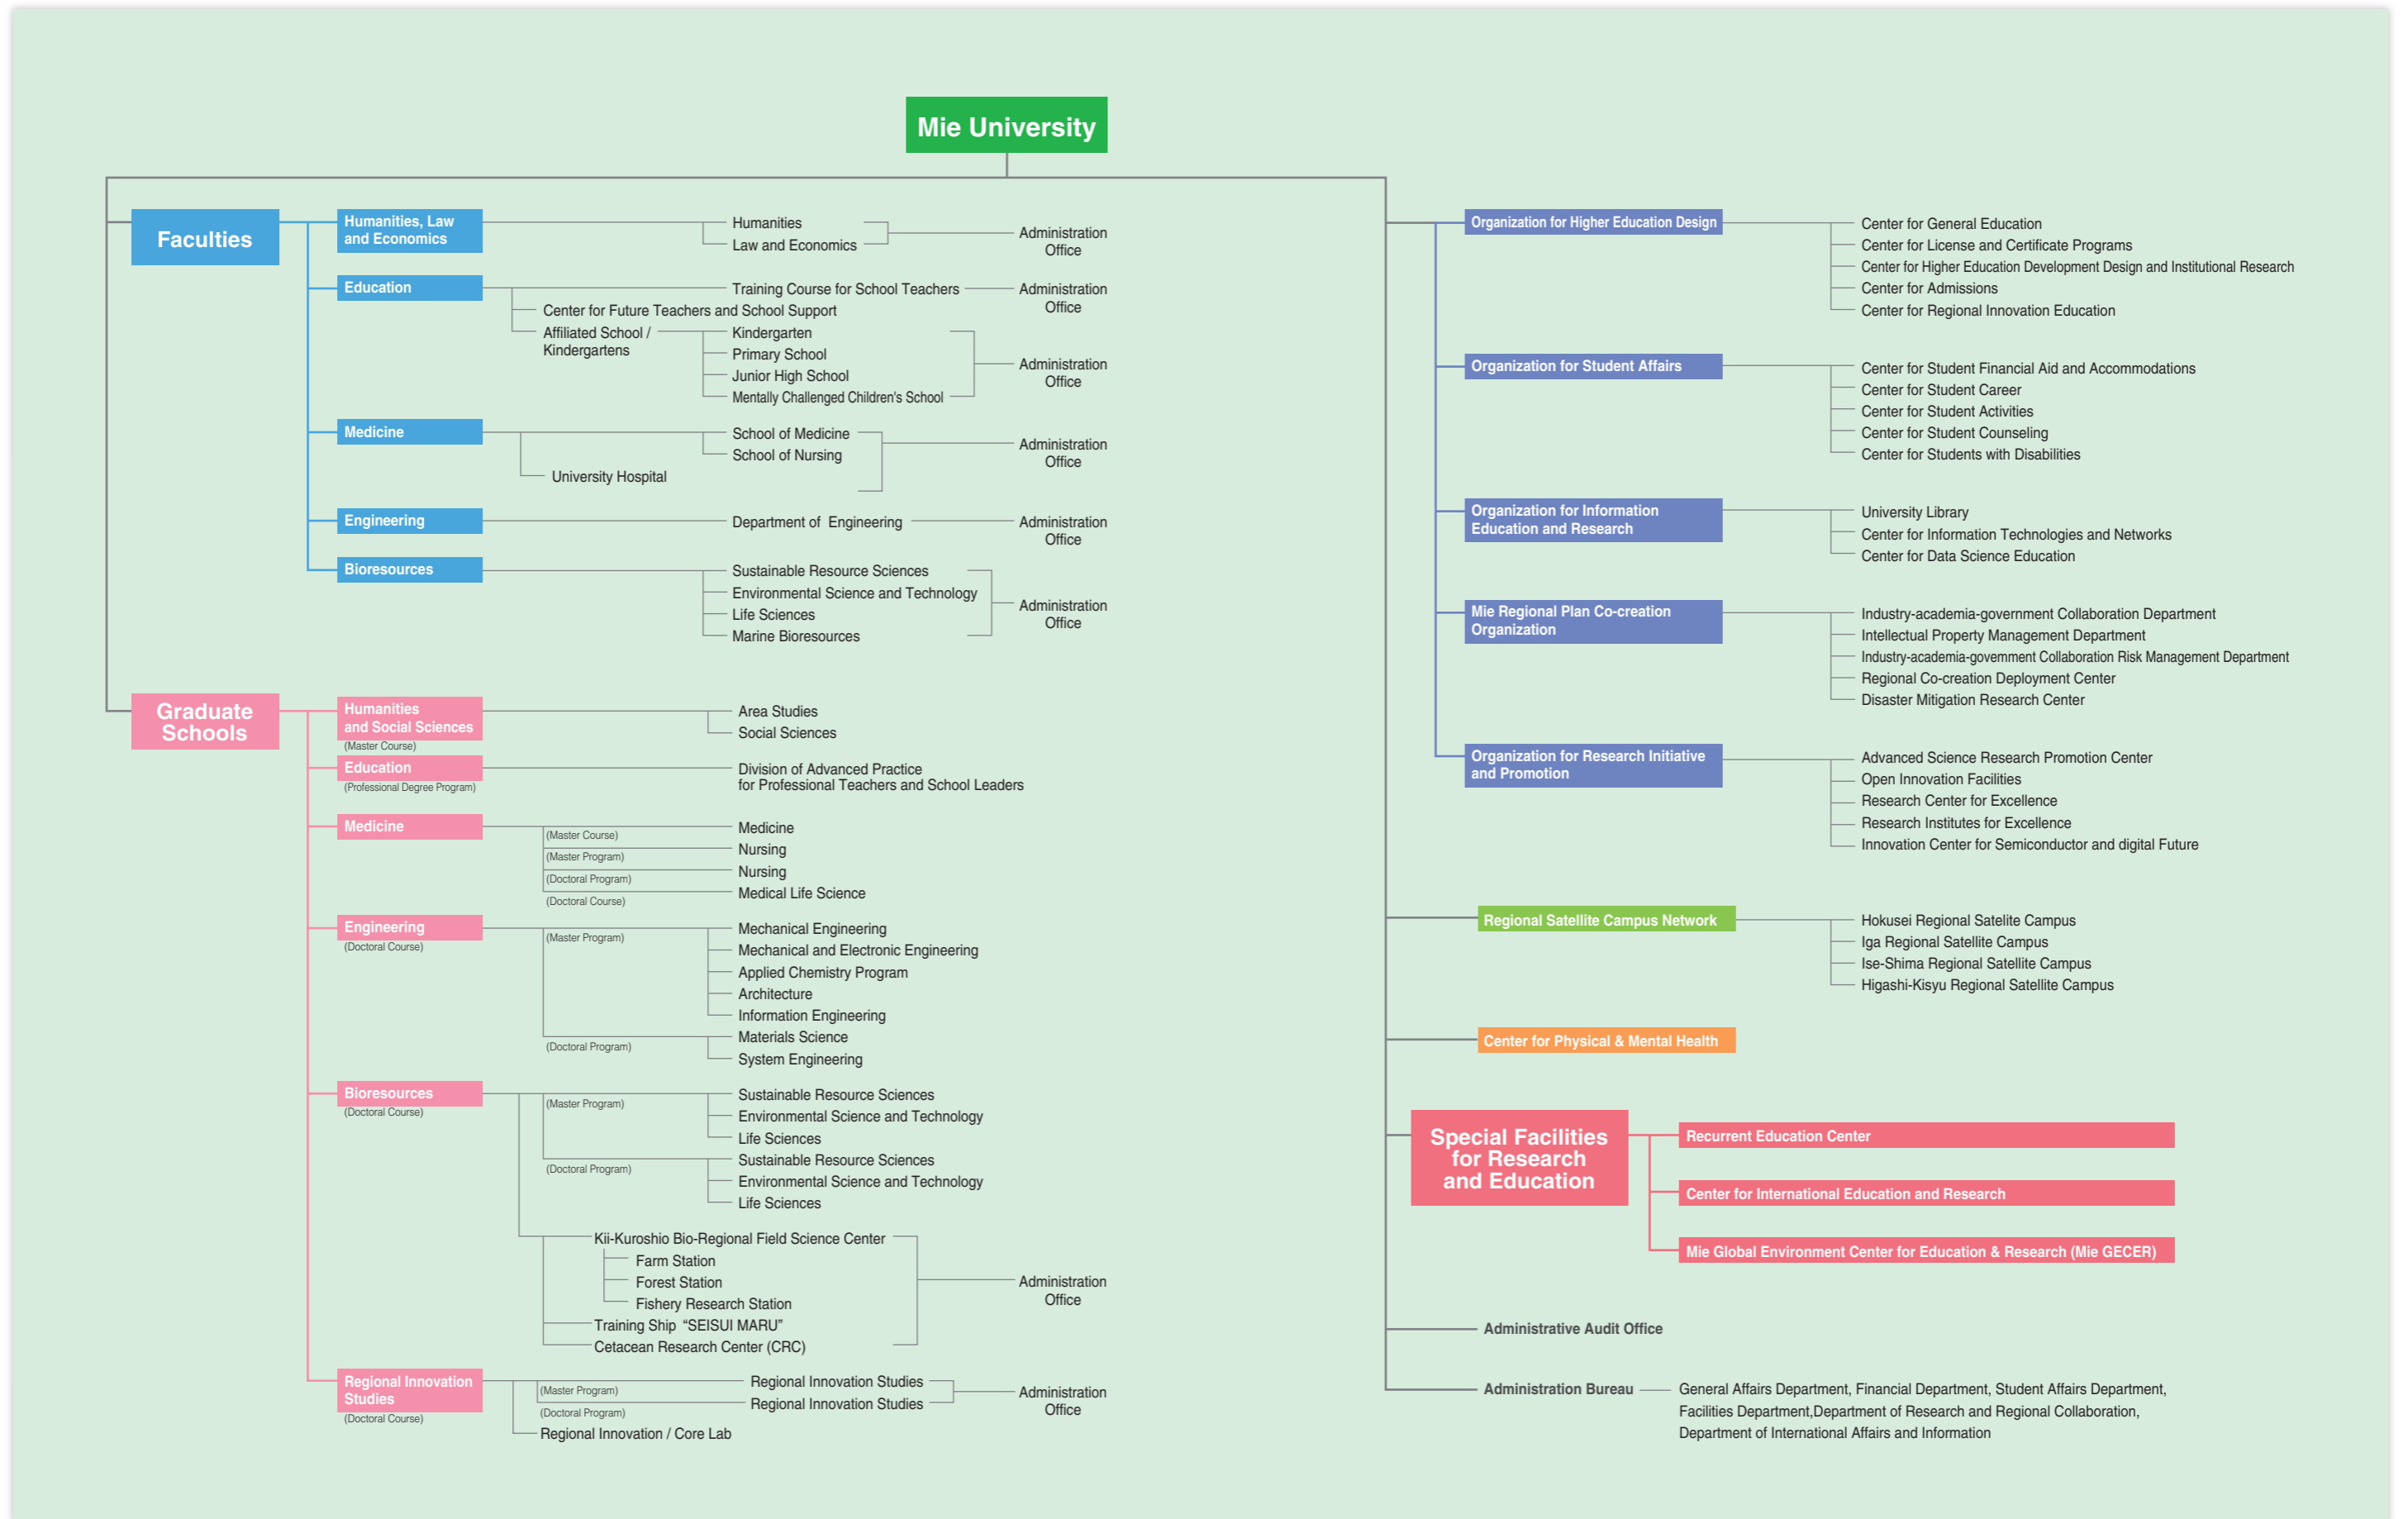 Mie University
Faculties
Humanities, Law
and Economics
Humanities
Law and Economics
Administration
Office
Education
Training Course for School Teachers
Administration
Office
Center for Future Teachers and School Support
Affiliated School /
Kindergartens
Kindergarten
Primary School
Junior High School
Mentally Challenged Children's School
Administration
Office
Medicine
School of Medicine
School of Nursing
University Hospital
Administration
Office
Engineering
Department of  Engineering
Administration
Office
Bioresources
Sustainable Resource Sciences
Environmental Science and Technology
Life Sciences
Marine Bioresources
Administration
Office
Graduate
Schools
Humanities
and Social Sciences
(Master Course)
Area Studies
Social Sciences
Education
(Professional Degree Program)
Division of Advanced Practice
for Professional Teachers and School Leaders
Medicine
(Master Course)
Medicine
(Master Program)
Nursing
(Doctoral Program)
Nursing
(Doctoral Course)
Medical Life Science
Engineering
(Doctoral Course)
(Master Program)
Mechanical Engineering
Mechanical and Electronic Engineering
Applied Chemistry Program
Architecture
Information Engineering
(Doctoral Program)
Materials Science
System Engineering
Bioresources
(Doctoral Course)
(Master Program)
Sustainable Resource Sciences
Environmental Science and Technology
Life Sciences
(Doctoral Program)
Sustainable Resource Sciences
Environmental Science and Technology
Life Sciences
Kii-Kuroshio Bio-Regional Field Science Center
Farm Station
Forest Station
Fishery Research Station
Training Ship  “SEISUI MARU”
Cetacean Research Center (CRC)
Administration
Office
Regional Innovation
Studies
(Doctoral Course)
(Master Program)
Regional Innovation Studies
(Doctoral Program)
Regional Innovation Studies
Regional Innovation / Core Lab
Administration
Office
Organization for Higher Education Design
Center for General Education
Center for License and Certificate Programs
Center for Higher Education Development Design and Institutional Research
Center for Admissions
Center for Regional Innovation Education
Organization for Student Affairs
Center for Student Financial Aid and Accommodations
Center for Student Career
Center for Student Activities
Center for Student Counseling
Center for Students with Disabilities
Organization for Information
Education and Research
University Library
Center for Information Technologies and Networks
Center for Data Science Education
Mie Regional Plan Co-creation
Organization
Industry-academia-government Collaboration Department
Intellectual Property Management Department
Industry-academia-government Collaboration Risk Management Department
Regional Co-creation Deployment Center
Disaster Mitigation Research Center
Organization for Research Initiative
and Promotion
Advanced Science Research Promotion Center
Open Innovation Facilities
Research Center for Excellence
Research Institutes for Excellence
Innovation Center for Semiconductor and digital Future
Regional Satellite Campus Network
Hokusei Regional Satelite Campus
Iga Regional Satellite Campus
Ise-Shima Regional Satellite Campus
Higashi-Kisyu Regional Satellite Campus
Center for Physical & Mental Health
Special Facilities
for Research
and Education
Recurrent Education Center
Center for International Education and Research
Mie Global Environment Center for Education & Research (Mie GECER)
Administrative Audit Office
Administration Bureau
General Affairs Department, Financial Department, Student Affairs Department,
Facilities Department,Department of Research and Regional Collaboration,
Department of International Affairs and Information